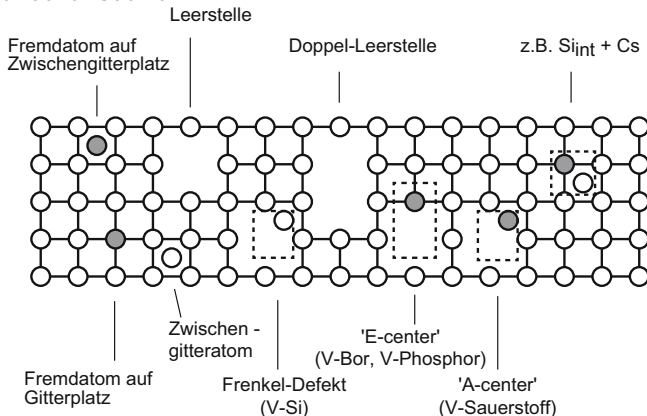 Leerstelle
Fremdatom auf
Zwischengitterplatz
Doppel-Leerstelle
z.B. Siint + Cs
Zwischen -
gitteratom
Fremdatom auf
Gitterplatz
Frenkel-Defekt
(V-Si)
'E-center'
(V-Bor, V-Phosphor)
'A-center'
(V-Sauerstoff)